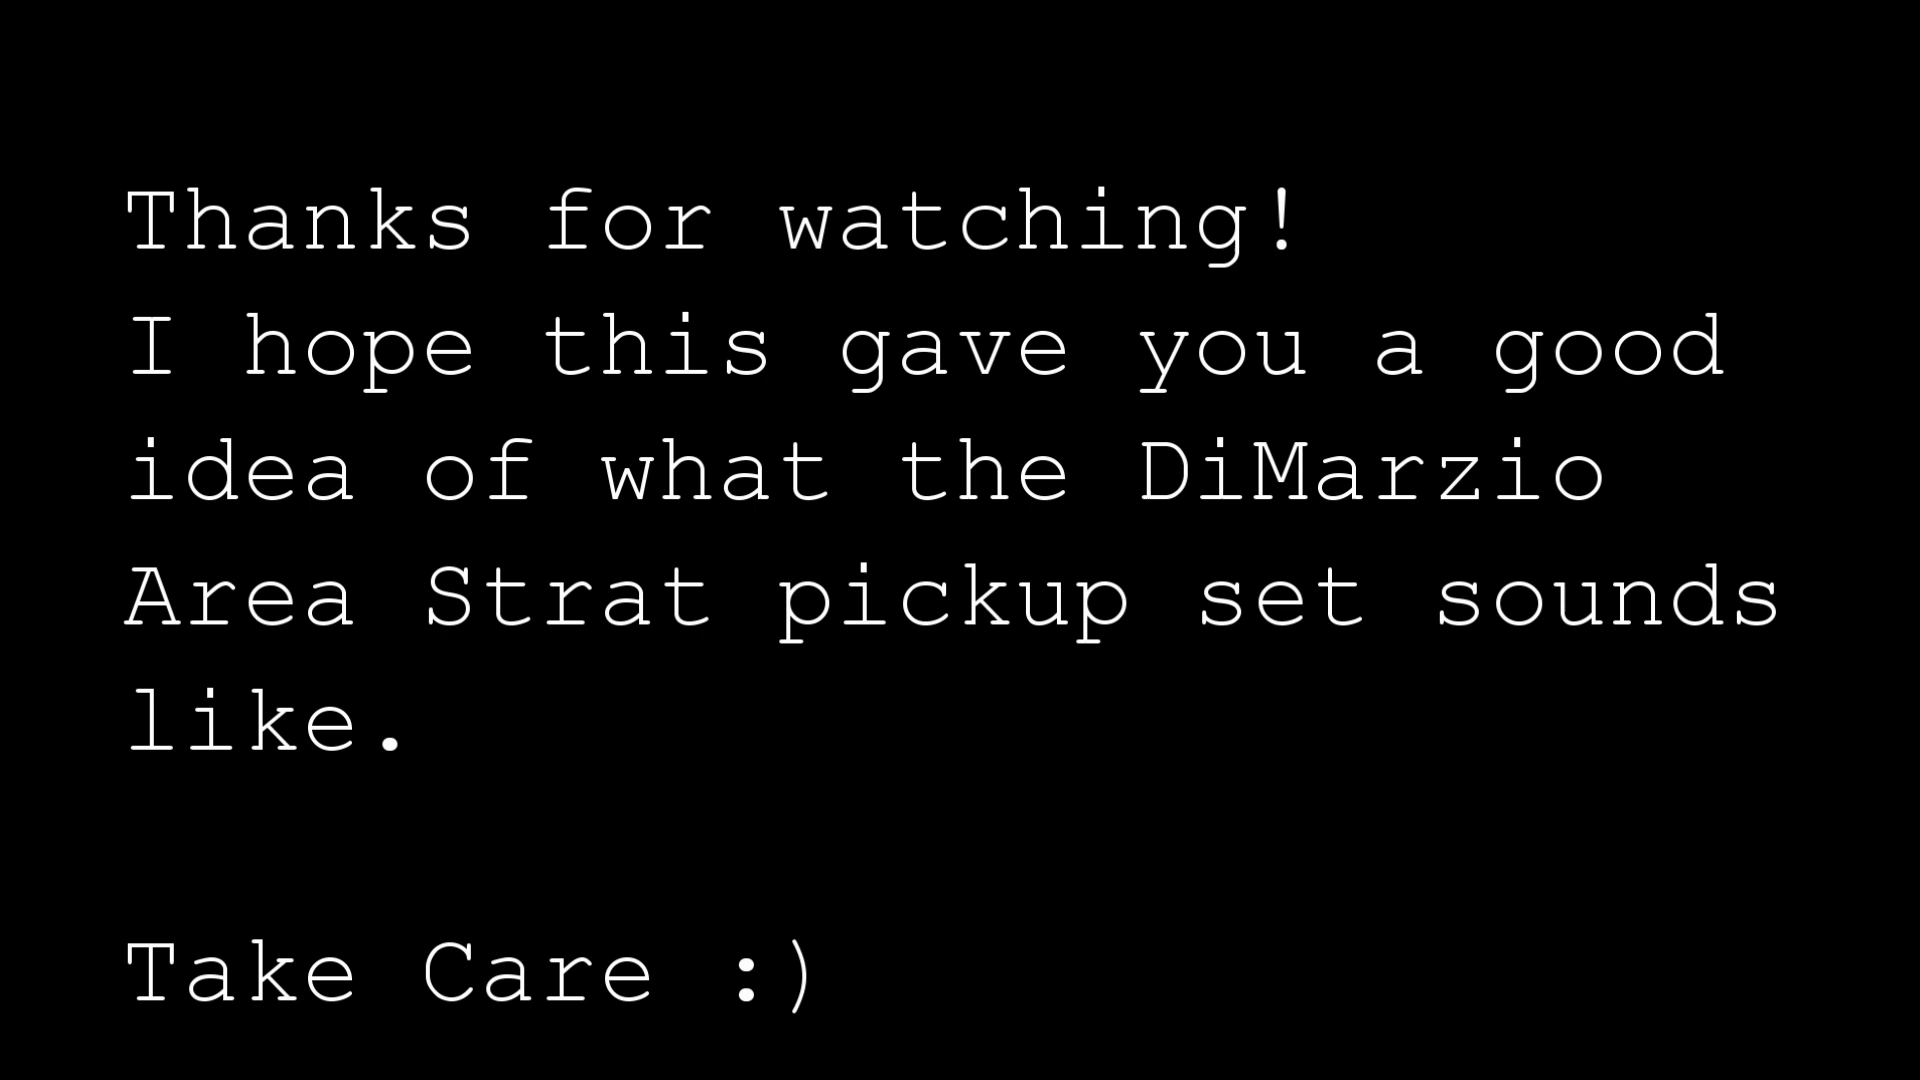 Thanks for watching!
I hope this gave you a good
idea of what the DiMarzio
Area Strat pickup set sounds
like.
Take Care :)